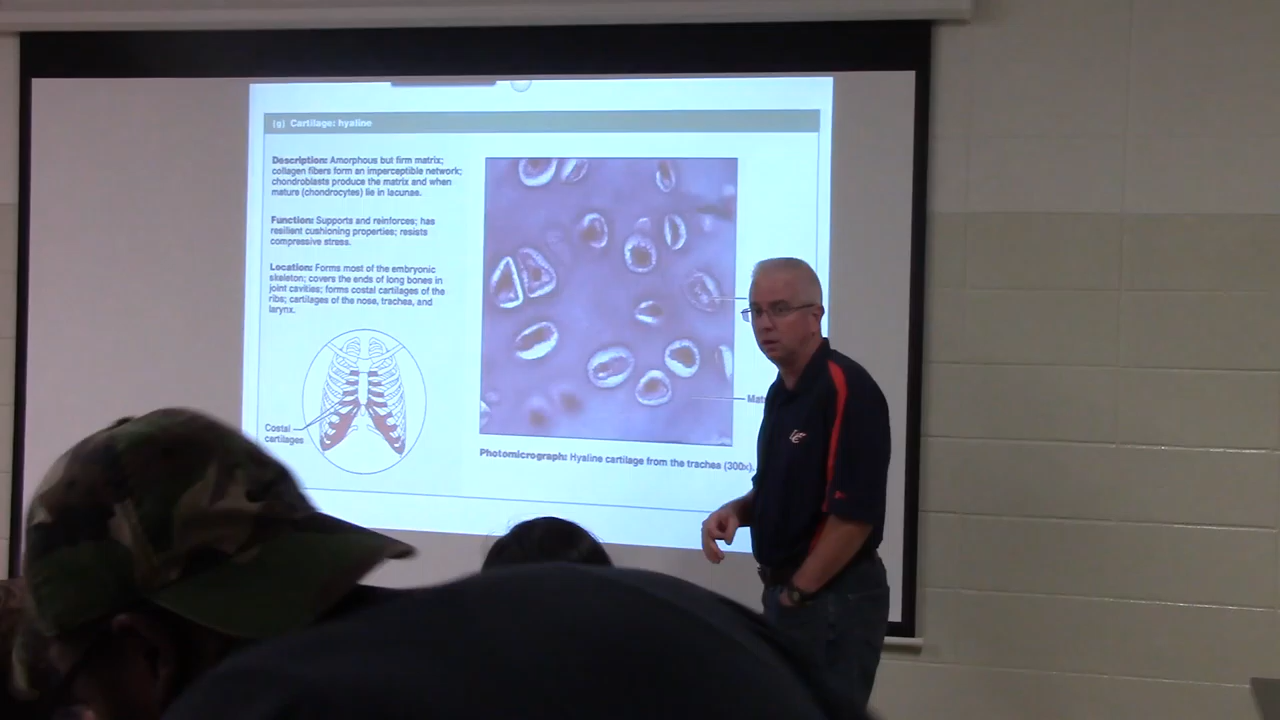 (g) Cartilage: hyaline
Description: Amorphous but firm matrix;
collagen fibers form an imperceptible network;
chondroblasts produce the matrix and when
mature (chondrocytes) lie in lacunae.
Function: Supports and reinforces; has
resilient cushioning properties; resists
compressive stress.
Location: Forms most of the embryonic
skeleton; covers the ends of long bones in
joint cavities; forms costal cartilages of the
ribs; cartilages of the nose, trachea, and
larynx.
Costal
cartilages
Mat
Photomicrograph: Hyaline cartilage from the trachea (300x).